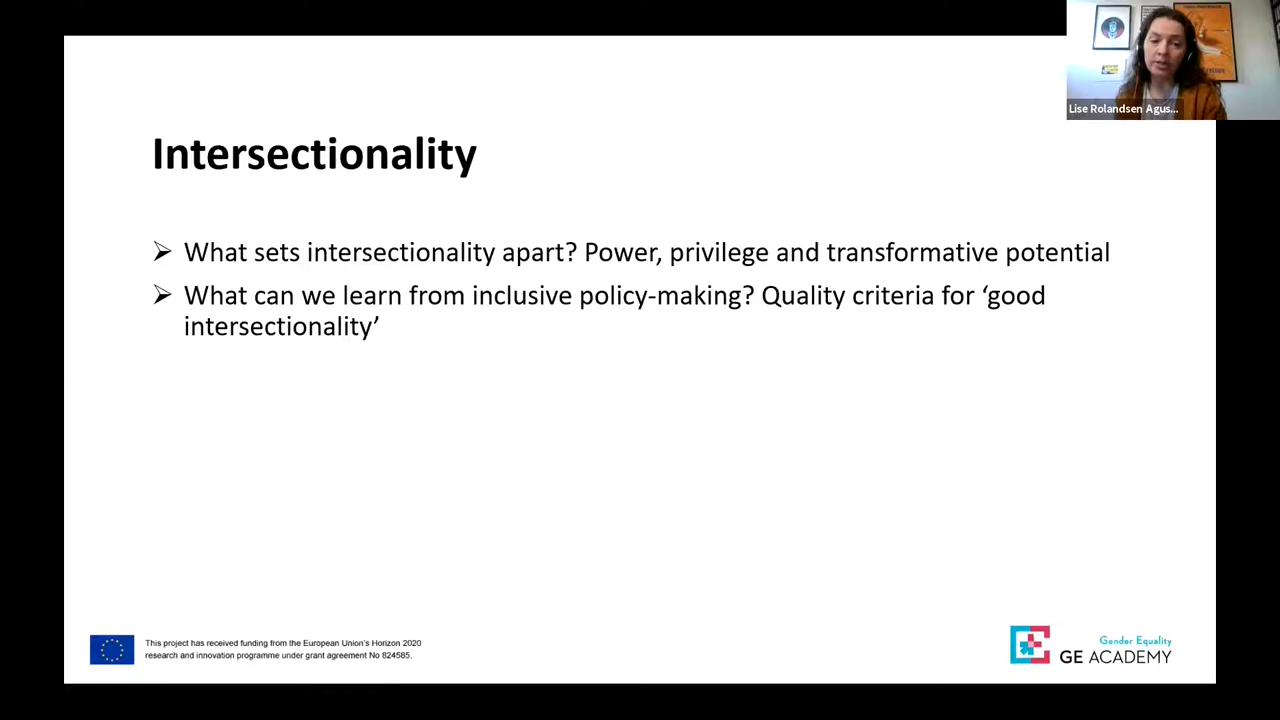 Lise Rolandsen Agus...
Intersectionality
➢ What sets intersectionality apart? Power, privilege and transformative potential
➢ What can we learn from inclusive policy-making? Quality criteria for ‘good
intersectionality’
This project has received funding from the European Union's Horizon 2020
research and innovation programme under grant agreement No 824585.
Gender Equality
GE ACADEMY